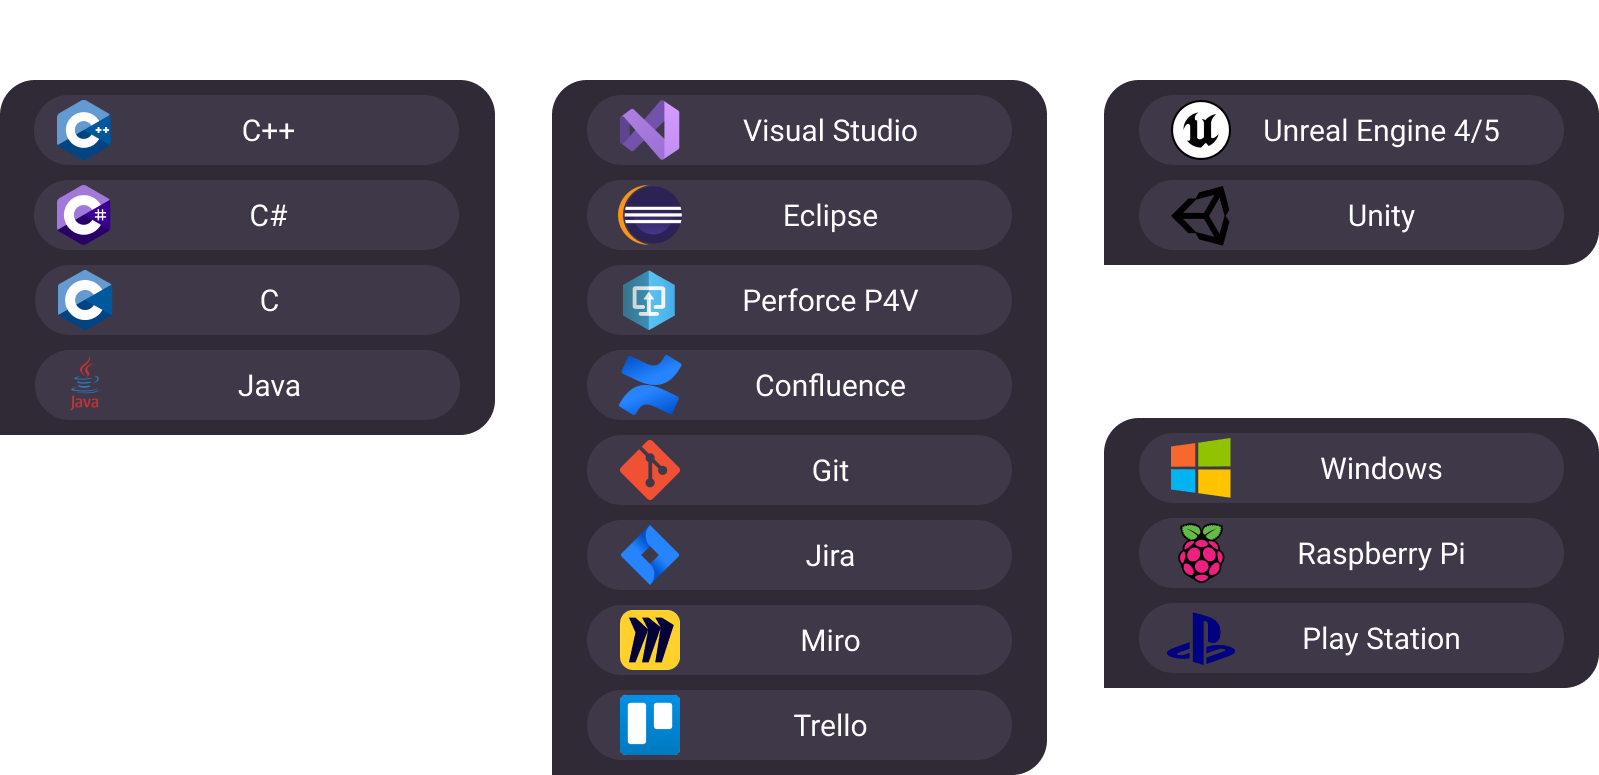 C++
C#
C
Java
Visual Studio
Eclipse
Perforce P4V
Confluence
Git
Jira
Miro
Trello
Unreal Engine 4/5
Unity
Windows
Raspberry Pi
Play Station